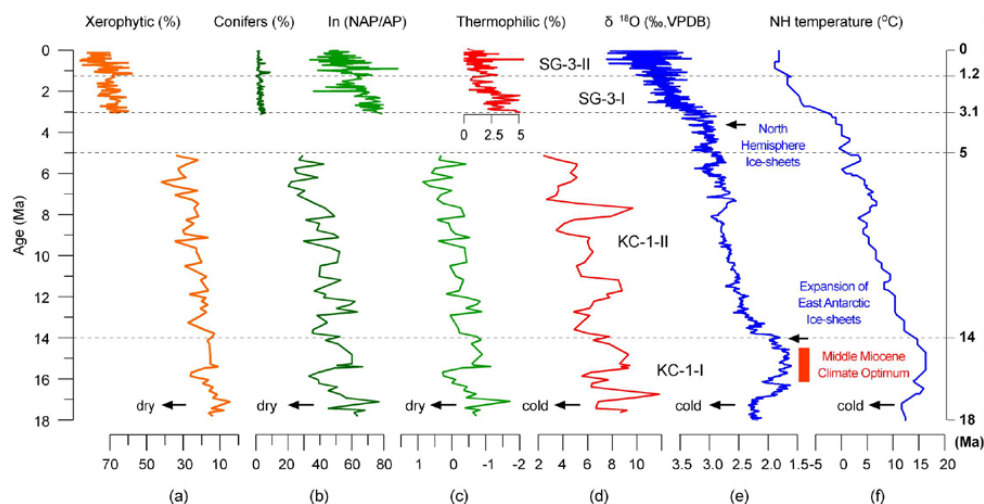 Xerophytic (%) Conifers (%) In (NAP/AP) Thermophilic (%) δ 18O (‰.VPDB) NH temperature (⁰C)
0 0
SG-3-II
1.2
2 SG-3-I
0 2.5 5
3.1
4 North
Hemisphere
Ice-sheets
5
6
8
Age (Ma)
KC-1-II
10
Expansion of
East Antarctic
Ice-sheets
12
14 14
Middle Miocene
Climate Optimum
KC-1-I
16
dry dry dry cold cold cold
18 18
(Ma)
70 50 30 10 0 20 40 60 80 1 0 -1 -2 2 4 6 8 10 3.5 3.0 2.5 2.0 1.5 -5 0 5 10 15 20
(a) (b) (c) (d) (e) (f)